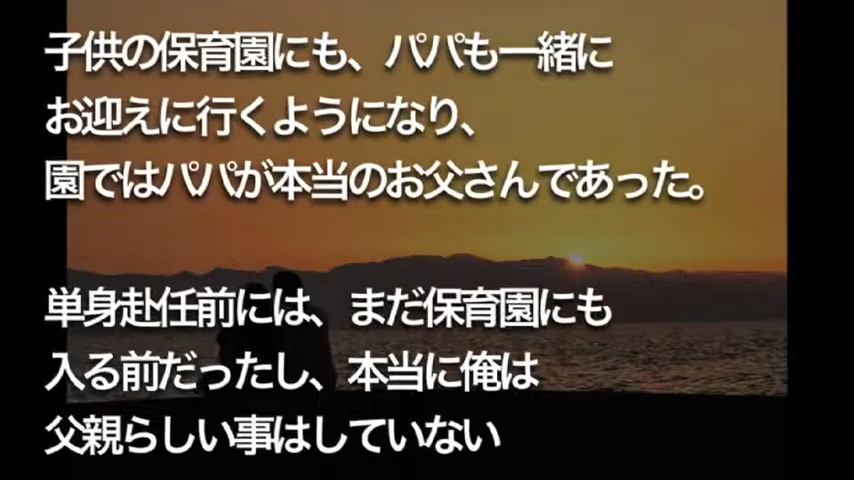 子供の保育園にも、パパも一緒に
お迎えに行くようになり、
園ではパパが本当のお父さんであった。
単身赴任前には、まだ保育園にも
入る前だったし、本当に俺は
父親らしい事はしていない